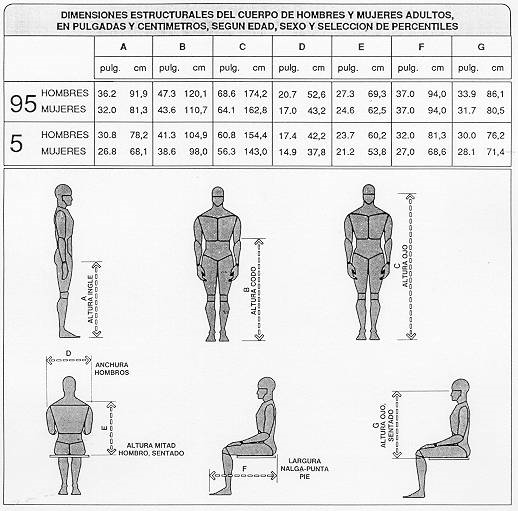 DIMENSIONES ESTRUCTURALES DEL CUERPO DE HOMBRES Y MUJERES ADULTOS,
EN PULGADAS Y CENTIMETROS, SEGUN EDAD, SEXO Y SELECCION DE PERCENTILES
A B C D E F G
pulg. cm pulg. cm pulg. cm pulg. cm pulg. cm pulg. cm pulg. cm
95
HOMBRES 36.2 91,9 47.3 120,1 68.6 174,2 20.7 52,6 27.3 69,3 37.0 94,0 33.9 86,1
MUJERES 32.0 81,3 43.6 110,7 64.1 162,8 17.0 43,2 24.6 62,5 37.0 94,0 31.7 80,5
5
HOMBRES 30.8 78,2 41.3 104,9 60.8 154,4 17.4 42,2 23.7 60,2 32.0 81,3 30.0 76,2
MUJERES 26.8 68,1 38.6 98,0 56.3 143,0 14.9 37,8 21.2 53,8 27,0 68,6 28.1 71,4
A
ALTURA INGLE
B
ALTURA CODO
C
ALTURA OJO
D
ANCHURA
HOMBROS
E
ALTURA MITAD
HOMBRO, SENTADO
F
LARGURA
NALGA-PUNTA
PIE
G
ALTURA OJO,
SENTADO